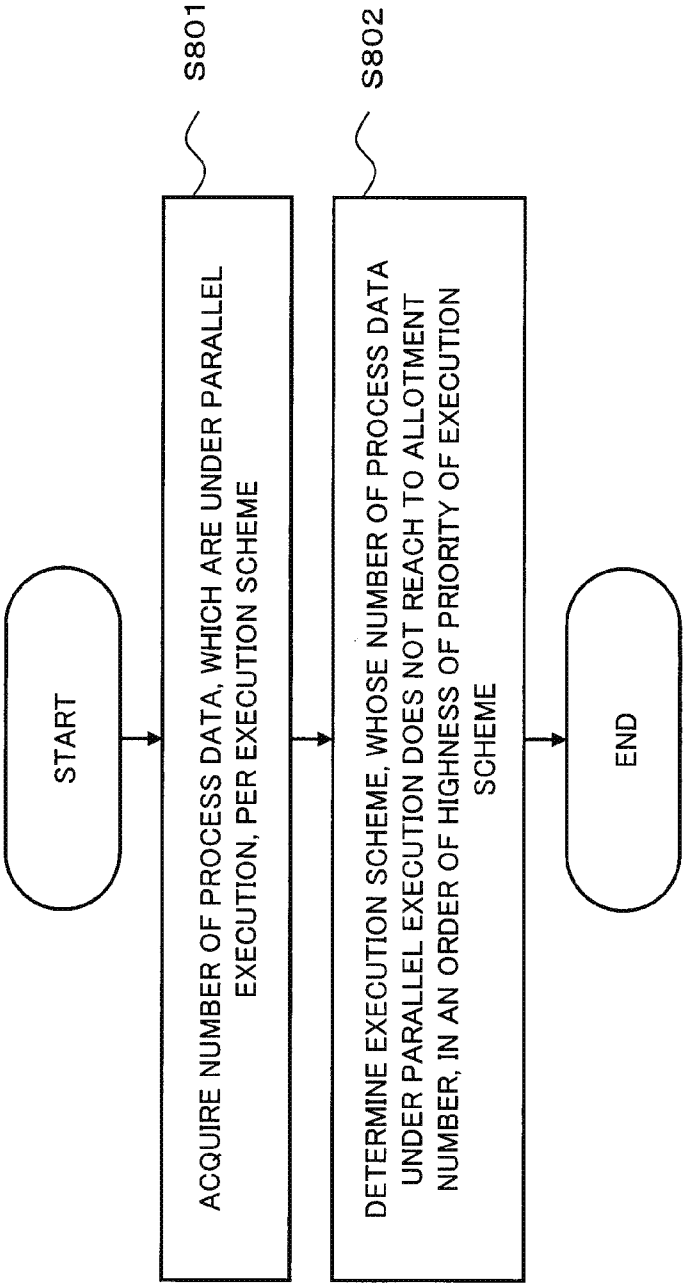 START
S801
ACQUIRE NUMBER OF PROCESS DATA, WHICH ARE UNDER PARALLEL
EXECUTION, PER EXECUTION SCHEME
S802
DETERMINE EXECUTION SCHEME, WHOSE NUMBER OF PROCESS DATA
UNDER PARALLEL EXECUTION DOES NOT REACH TO ALLOTMENT
NUMBER, IN AN ORDER OF HIGHNESS OF PRIORITY OF EXECUTION
SCHEME
END